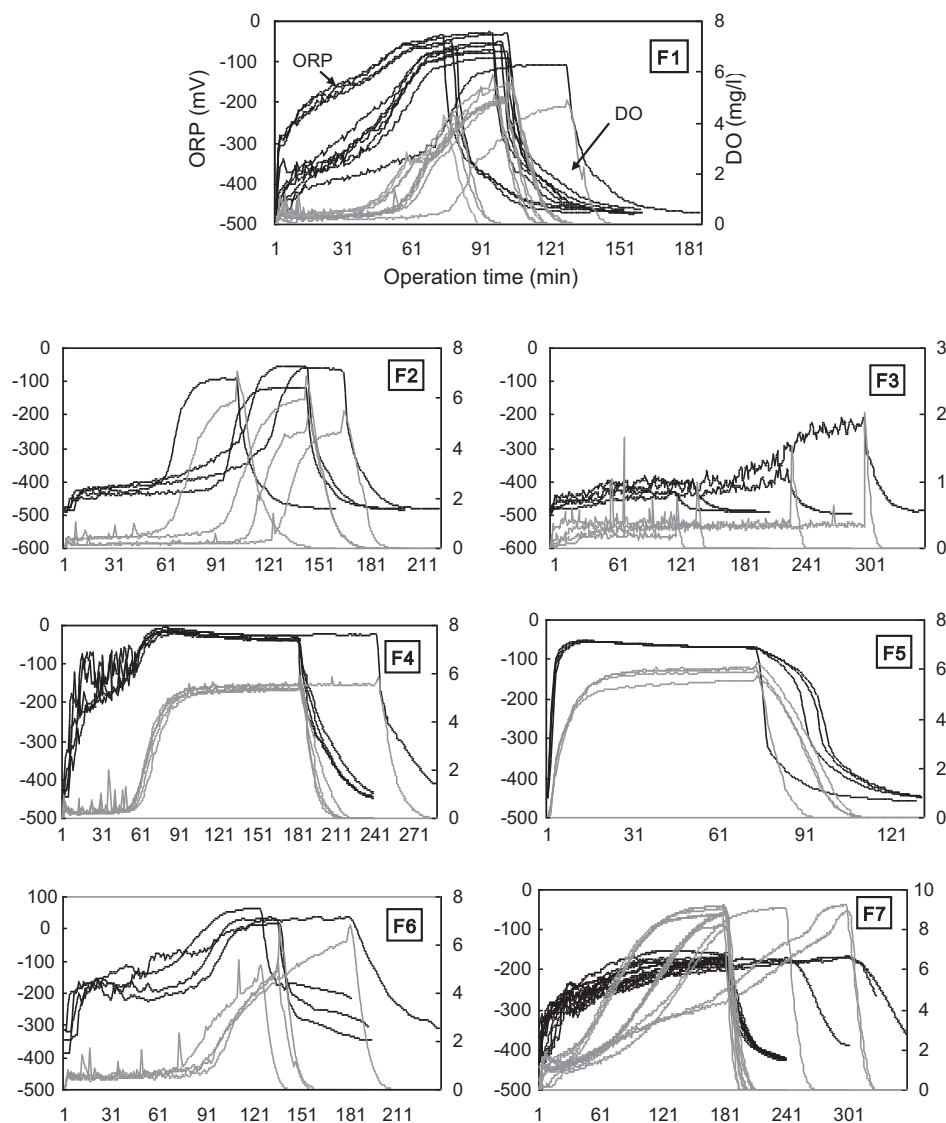 0
8
F1
-100
ORP
6
ORP (mV)
DO (mg/l)
-200
DO
4
-300
-400
2
-500
0
1 31 61 91 121 151 181
Operation time (min)
0 8
-100 F2 6
-200
-300 4
-400
-500 2
-600 0
1 31 61 91 121 151 181 211
0 3
-100 F3
-200 2
-300
-400 1
-500
-600 0
1 61 121 181 241 301
0 8
F4
-100 6
-200
4
-300
2
-400
-500 0
1 31 61 91 121 151 181 211 241 271
0 8
F5
-100 6
-200
4
-300
2
-400
-500 0
1 31 61 91 121
100 8
0 F6
6
-100
-200 4
-300
2
-400
-500 0
1 31 61 91 121 151 181 211
0 10
F7
-100 8
-200 6
-300 4
-400 2
-500 0
1 61 121 181 241 301